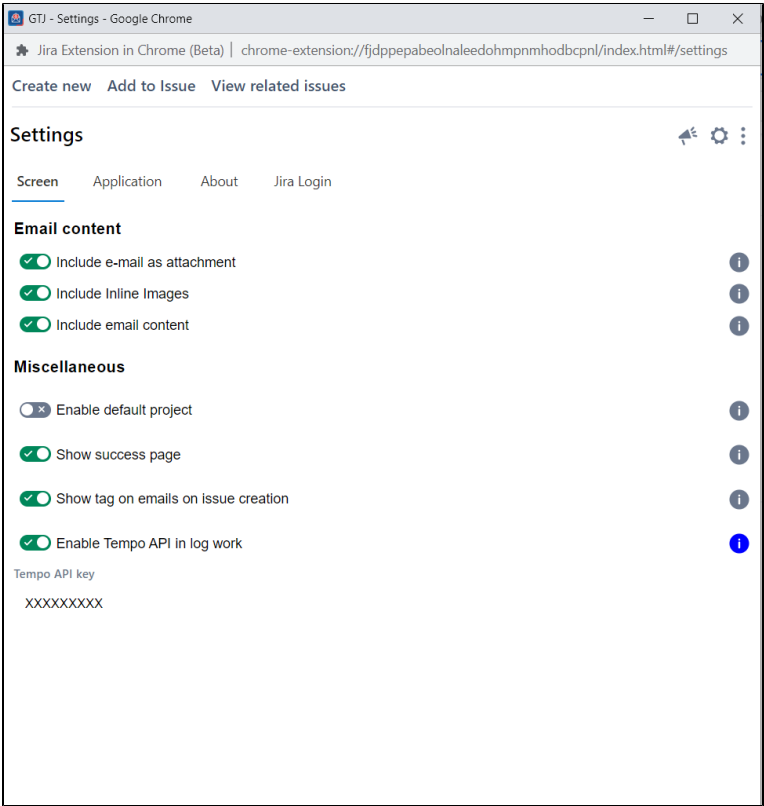 GTJ - Settings - Google Chrome
Jira Extension in Chrome (Beta) | chrome-extension://fjdppepabeolnaleedohmpnmhodbcpnl/index.html#/settings
Create new Add to Issue View related issues
Settings
Screen Application About Jira Login
Email content
Include e-mail as attachment
Include Inline Images
Include email content
Miscellaneous
Enable default project
Show success page
Show tag on emails on issue creation
Enable Tempo API in log work
Tempo API key
XXXXXXXXX